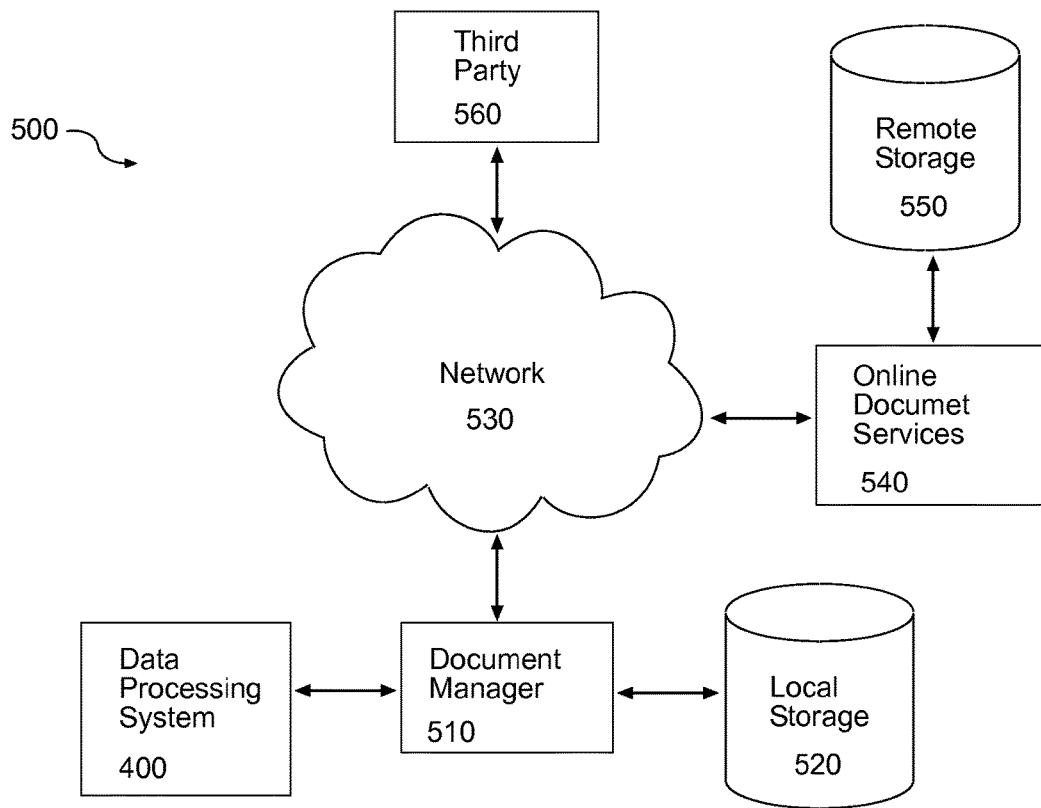 Third
Party
560
500
Remote
Storage
550
Network
530
Online
Documet
Services
540
Data
Processing
System
400
Document
Manager
510
Local
Storage
520